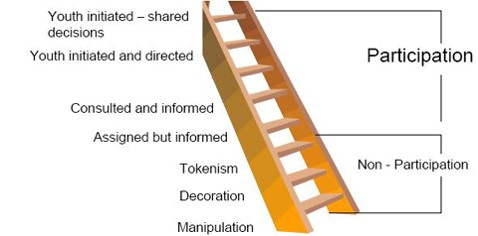 Youth initiated – shared
decisions
Youth initiated and directed
Participation
Consulted and informed
Assigned but informed
Tokenism
Non - Participation
Decoration
Manipulation